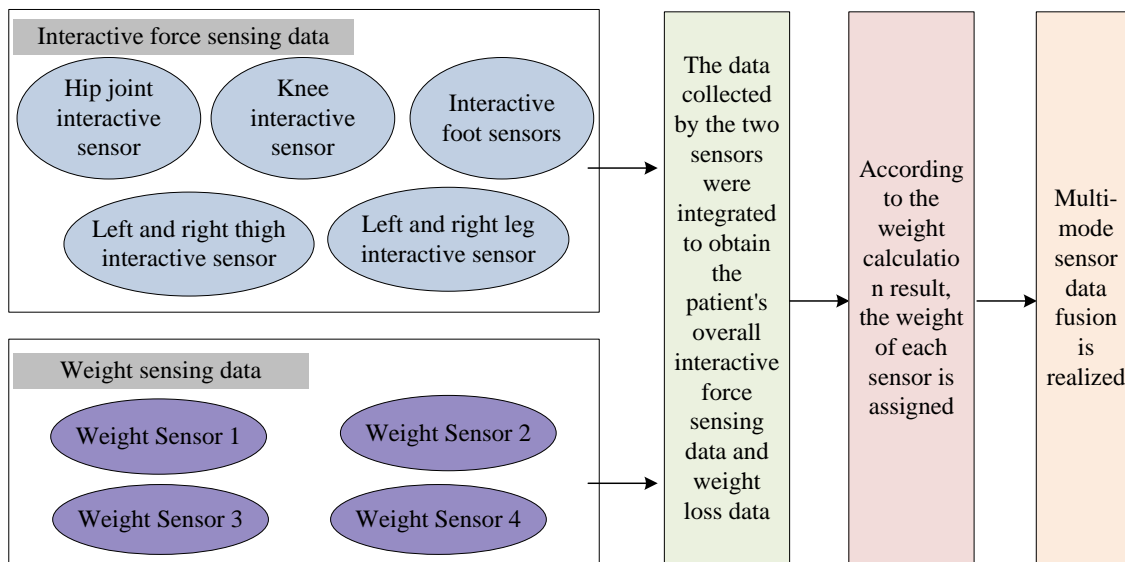 Interactive force sensing data
Hip joint
interactive
sensor
Knee
interactive
sensor
Interactive
foot sensors
Left and right thigh
interactive sensor
Left and right leg
interactive sensor
Weight sensing data
Weight Sensor 1
Weight Sensor 2
Weight Sensor 3
Weight Sensor 4
The data
collected
by the two
sensors
were
integrated
to obtain
the
patient's
overall
interactive
force
sensing
data and
weight
loss data
According
to the
weight
calculatio
n result,
the weight
of each
sensor is
assigned
Multi-
mode
sensor
data
fusion
is
realized